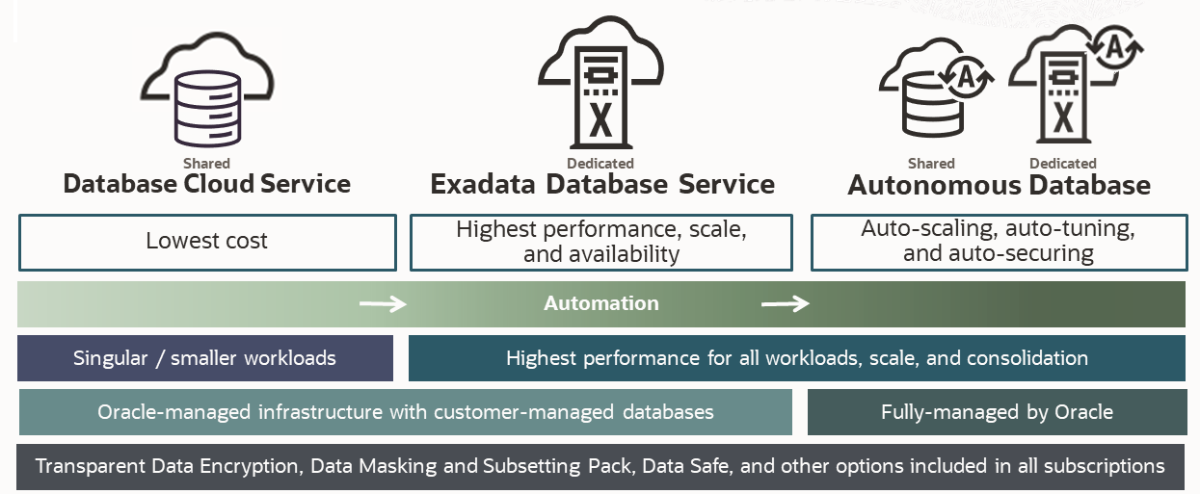 Shared
Database Cloud Service
Dedicated
Exadata Database Service
A
A
X
X
Shared
Dedicated
Autonomous Database
Lowest cost
Highest performance, scale,
and availability
Auto-scaling, auto-tuning,
and auto-securing
Automation
Singular / smaller workloads
Highest performance for all workloads, scale, and consolidation
Oracle-managed infrastructure with customer-managed databases
Fully-managed by Oracle
Transparent Data Encryption, Data Masking and Subsetting Pack, Data Safe, and other options included in all subscriptions